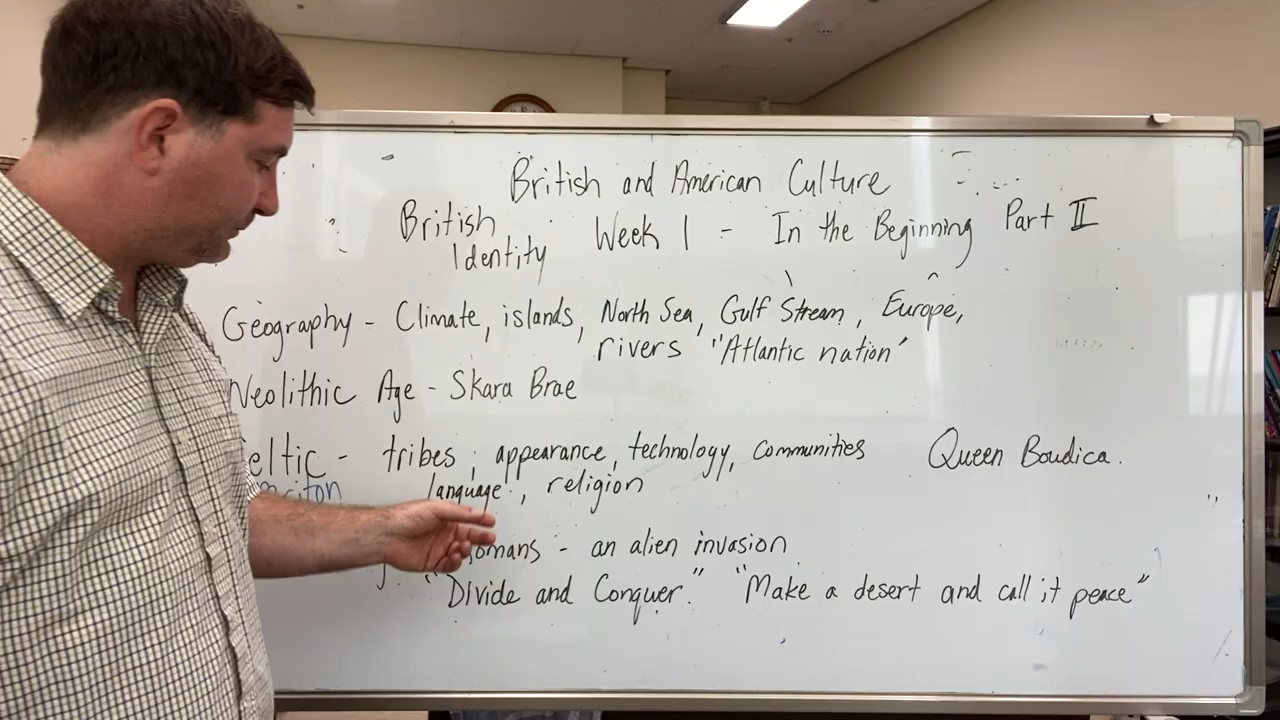 British and American Culture
British Identity Week 1 - In the Beginning Part II
Geography - Climate, islands, North Sea, Gulf Stream, Europe,
rivers "Atlantic nation"
Neolithic Age - Skara Brae
eltic - tribes, appearance, technology, communities Queen Boudica.
language, religion
omans - an alien invasion
"Divide and Conquer." "Make a desert and call it peace"